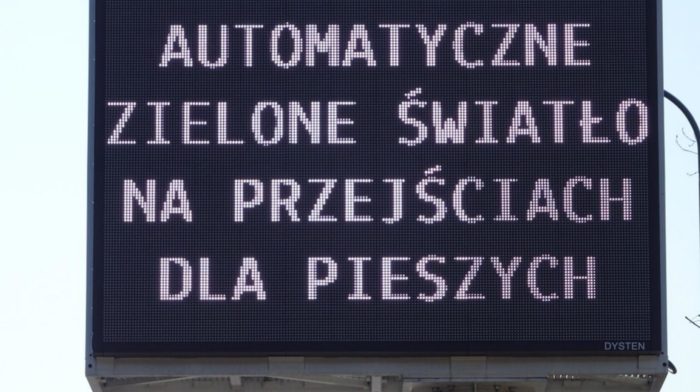 AUTOMATYCZNE
ZIELONE ŚWIATŁO
NA PRZEJŚCIACH
DLA PIESZYCH
DYSTEN